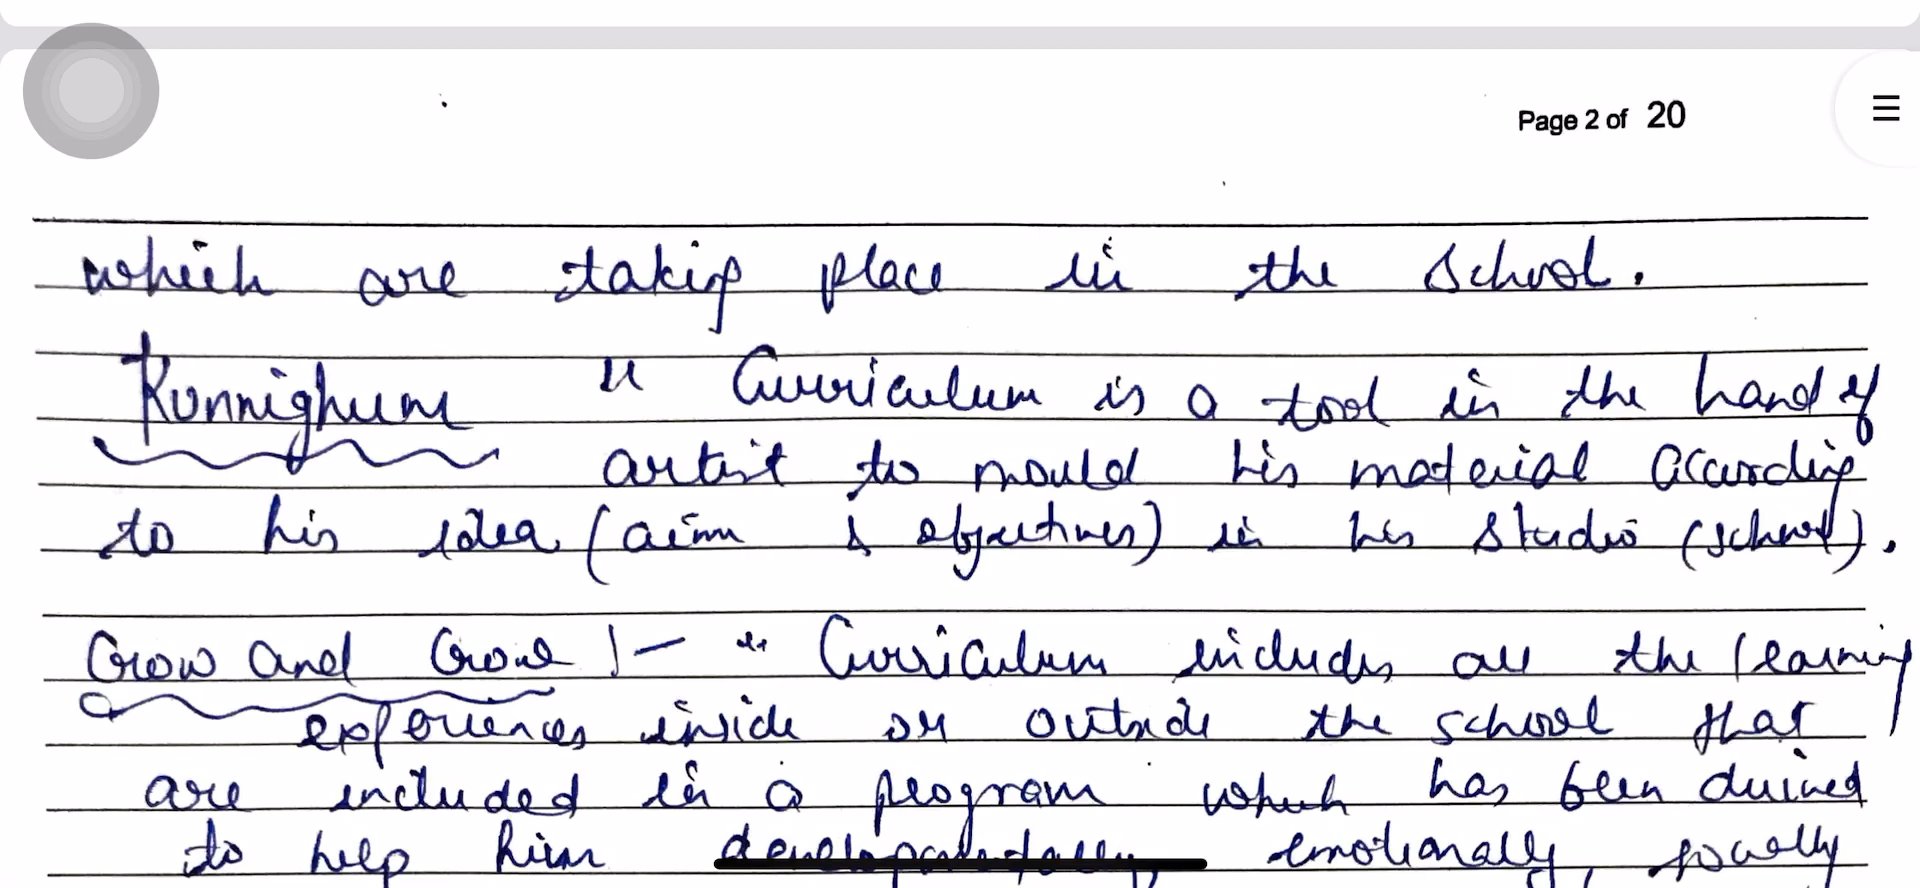 Page 2 of 20
which are taking place in the school.
Kunnighum " Curriculum is a tool in the hand of
artist to mould his material according
to his idea (aim & objectives) in his studio (school).
Crow and Crow :- " Curriculum includes all the learning
experiences inside or outside the school that
are included in a program which has been
to help him emotionally, socially